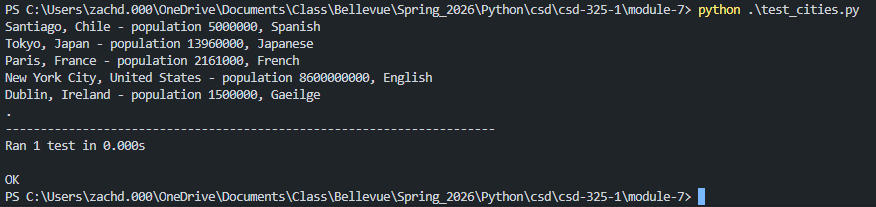 PS C:\Users\zachd.000\OneDrive\Documents\Class\Bellevue\Spring_2026\Python\csd\csd-325-1\module-7> python .\test_cities.py
Santiago, Chile - population 5000000, Spanish
Tokyo, Japan - population 13960000, Japanese
Paris, France - population 2161000, French
New York City, United States - population 8600000000, English
Dublin, Ireland - population 1500000, Gaeilge
.
----------------------------------------------------------------------
Ran 1 test in 0.000s
OK
PS C:\Users\zachd.000\OneDrive\Documents\Class\Bellevue\Spring_2026\Python\csd\csd-325-1\module-7>